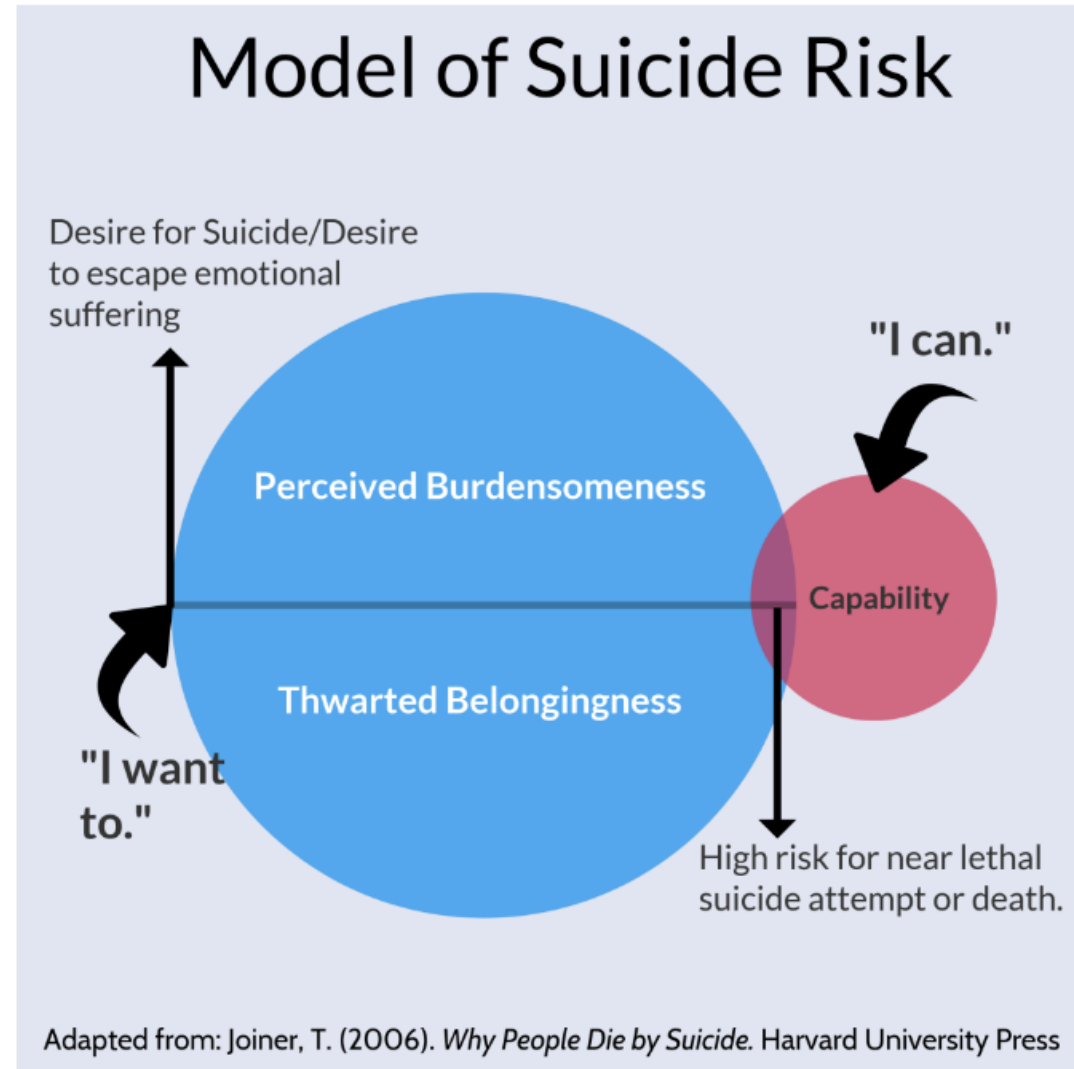 Model of Suicide Risk
Desire for Suicide/Desire
to escape emotional
suffering
"I can."
Perceived Burdensomeness
Capability
Thwarted Belongingness
"I want
to."
High risk for near lethal
suicide attempt or death.
Adapted from: Joiner, T. (2006). Why People Die by Suicide. Harvard University Press